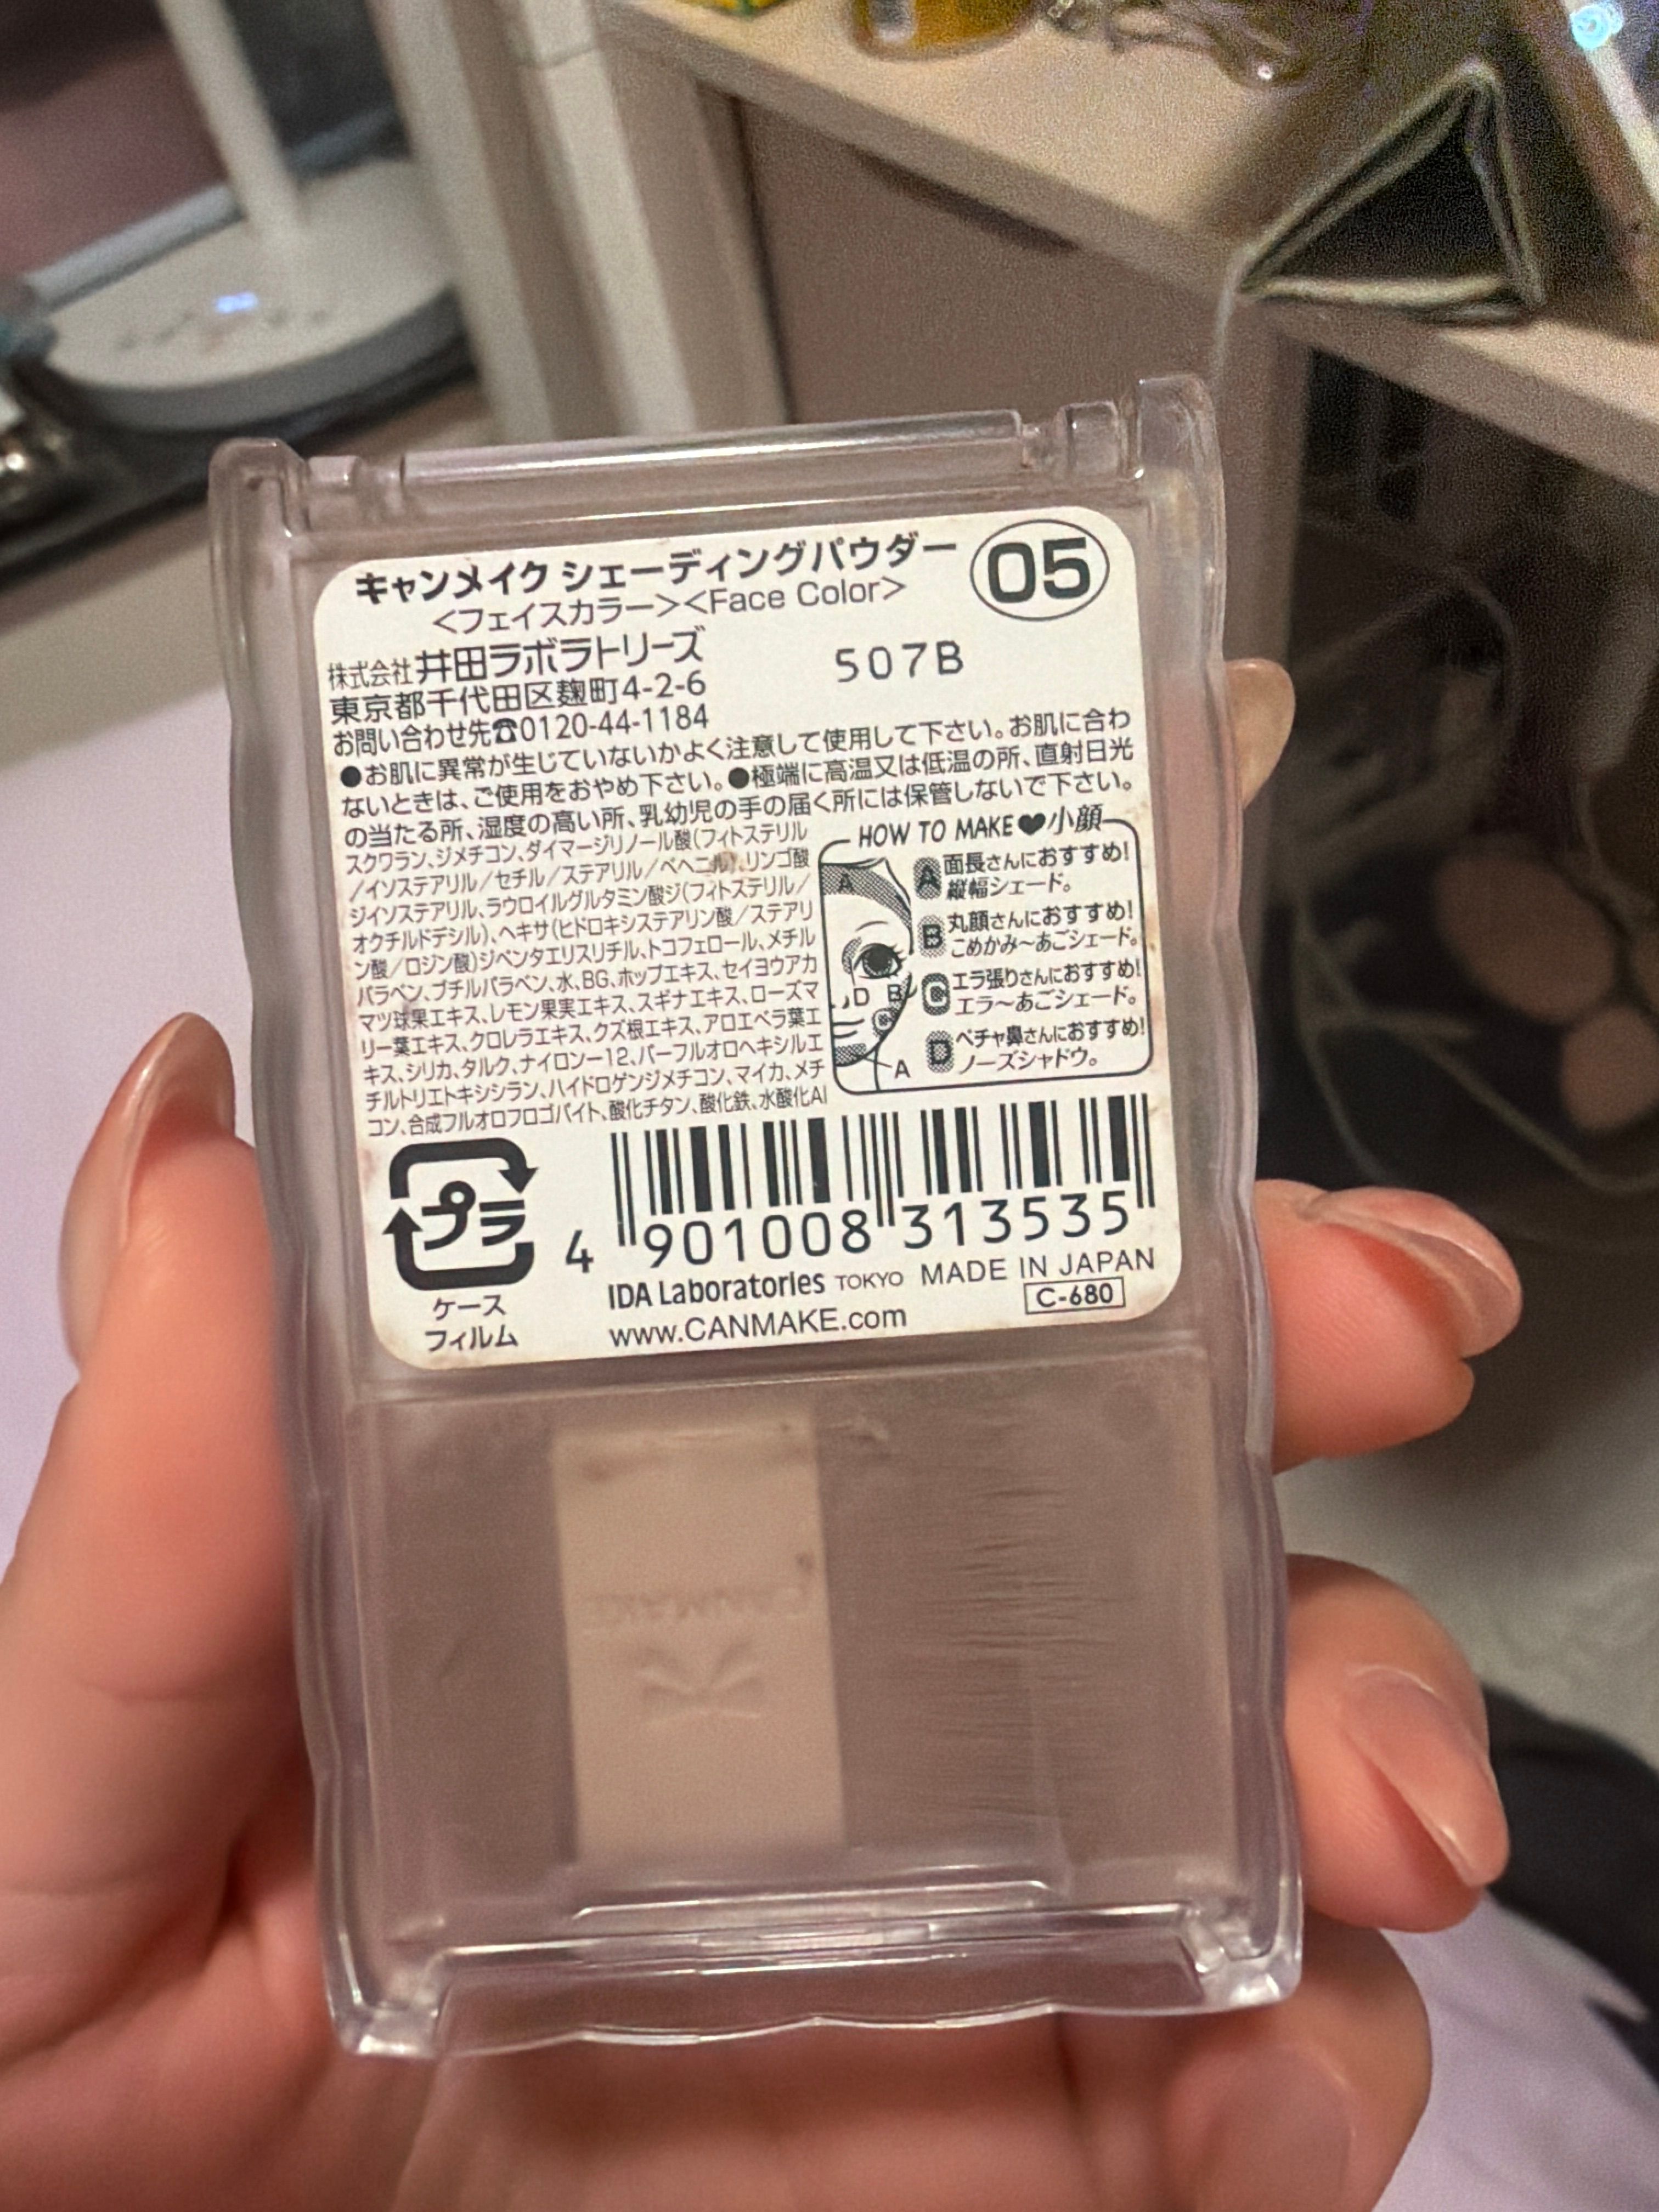 キャンメイク シェーディングパウダー
<フェイスカラー><Face Color>
05
株式会社 井田ラボラトリーズ
507B
東京都千代田区麹町4-2-6
お問い合わせ先☎0120-44-1184
●お肌に異常が生じていないかよく注意して使用して下さい。お肌に合わ
ないときは、ご使用をおやめ下さい。●極端に高温又は低温の所、直射日光
の当たる所、湿度の高い所、乳幼児の手の届く所には保管しないで下さい。
スクワラン、ジメチコン、ダイマージリノール酸(フィトステリル
/イソステアリル/セチル/ステアリル/ベヘニル)、リンゴ酸
ジイソステアリル、ラウロイルグルタミン酸ジ(フィトステリル/
オクチルドデシル)、ヘキサ(ヒドロキシステアリン酸/ステアリ
ン酸/ロジン酸)ジペンタエリスリチル、トコフェロール、メチル
パラベン、ブチルパラベン、水、BG、ホップエキス、セイヨウアカ
マツ球果エキス、レモン果実エキス、スギナエキス、ローズマ
リー葉エキス、クロレラエキス、クズ根エキス、アロエベラ葉エ
キス、シリカ、タルク、ナイロン-12、パーフルオロヘキシルエ
チルトリエトキシシラン、ハイドロゲンジメチコン、マイカ、メチ
コン、合成フルオロフロゴパイト、酸化チタン、酸化鉄、水酸化Al
HOW TO MAKE♥小顔
A 面長さんにおすすめ!
縦幅シェード。
B 丸顔さんにおすすめ!
こめかみ〜あごシェード。
C エラ張りさんにおすすめ!
エラ〜あごシェード。
D ペチャ鼻さんにおすすめ!
ノーズシャドウ。
A
D B
C
A
プラ
ケース
フィルム
4 901008 313535
IDA Laboratories TOKYO MADE IN JAPAN
www.CANMAKE.com
C-680
CANMAKE